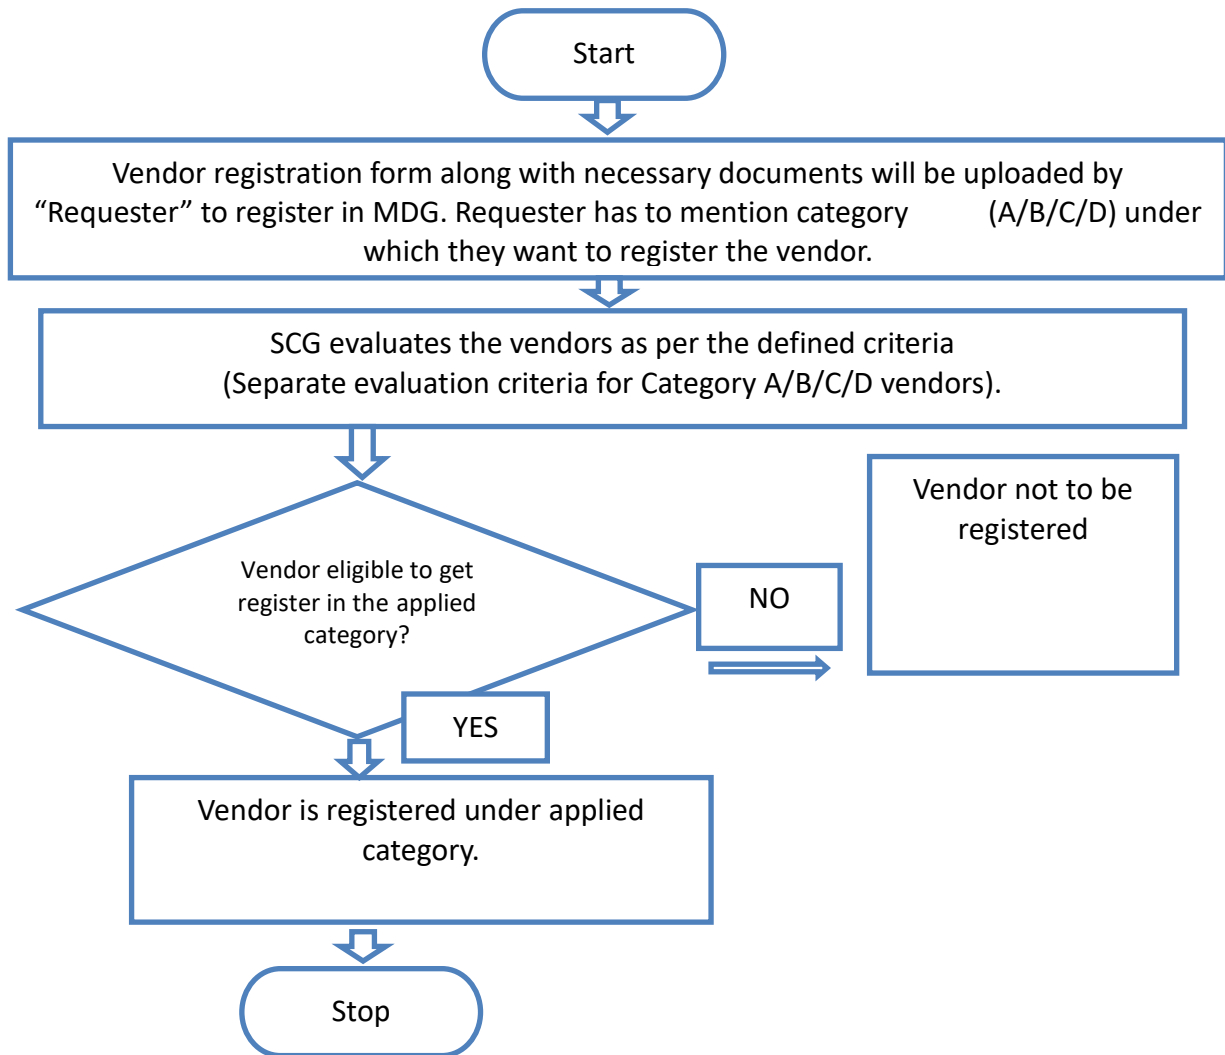 Start
Vendor registration form along with necessary documents will be uploaded by
“Requester” to register in MDG. Requester has to mention category (A/B/C/D) under
which they want to register the vendor.
SCG evaluates the vendors as per the defined criteria
(Separate evaluation criteria for Category A/B/C/D vendors).
Vendor eligible to get
register in the applied
category?
NO
Vendor not to be
registered
YES
Vendor is registered under applied
category.
Stop